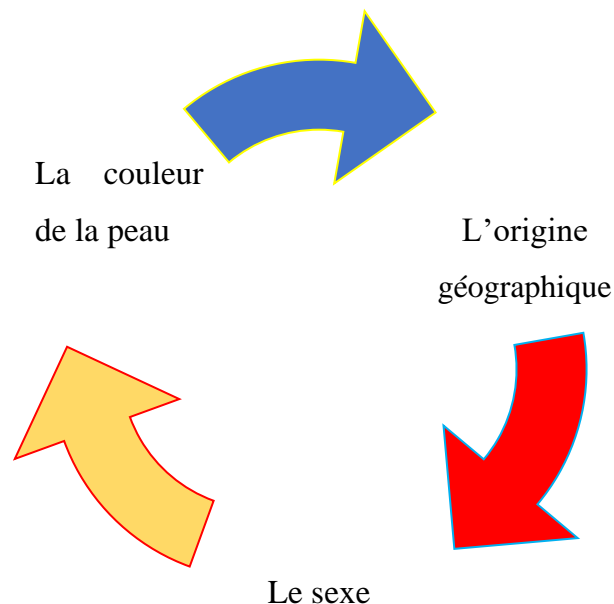 La couleur
de la peau
L’origine
géographique
Le sexe